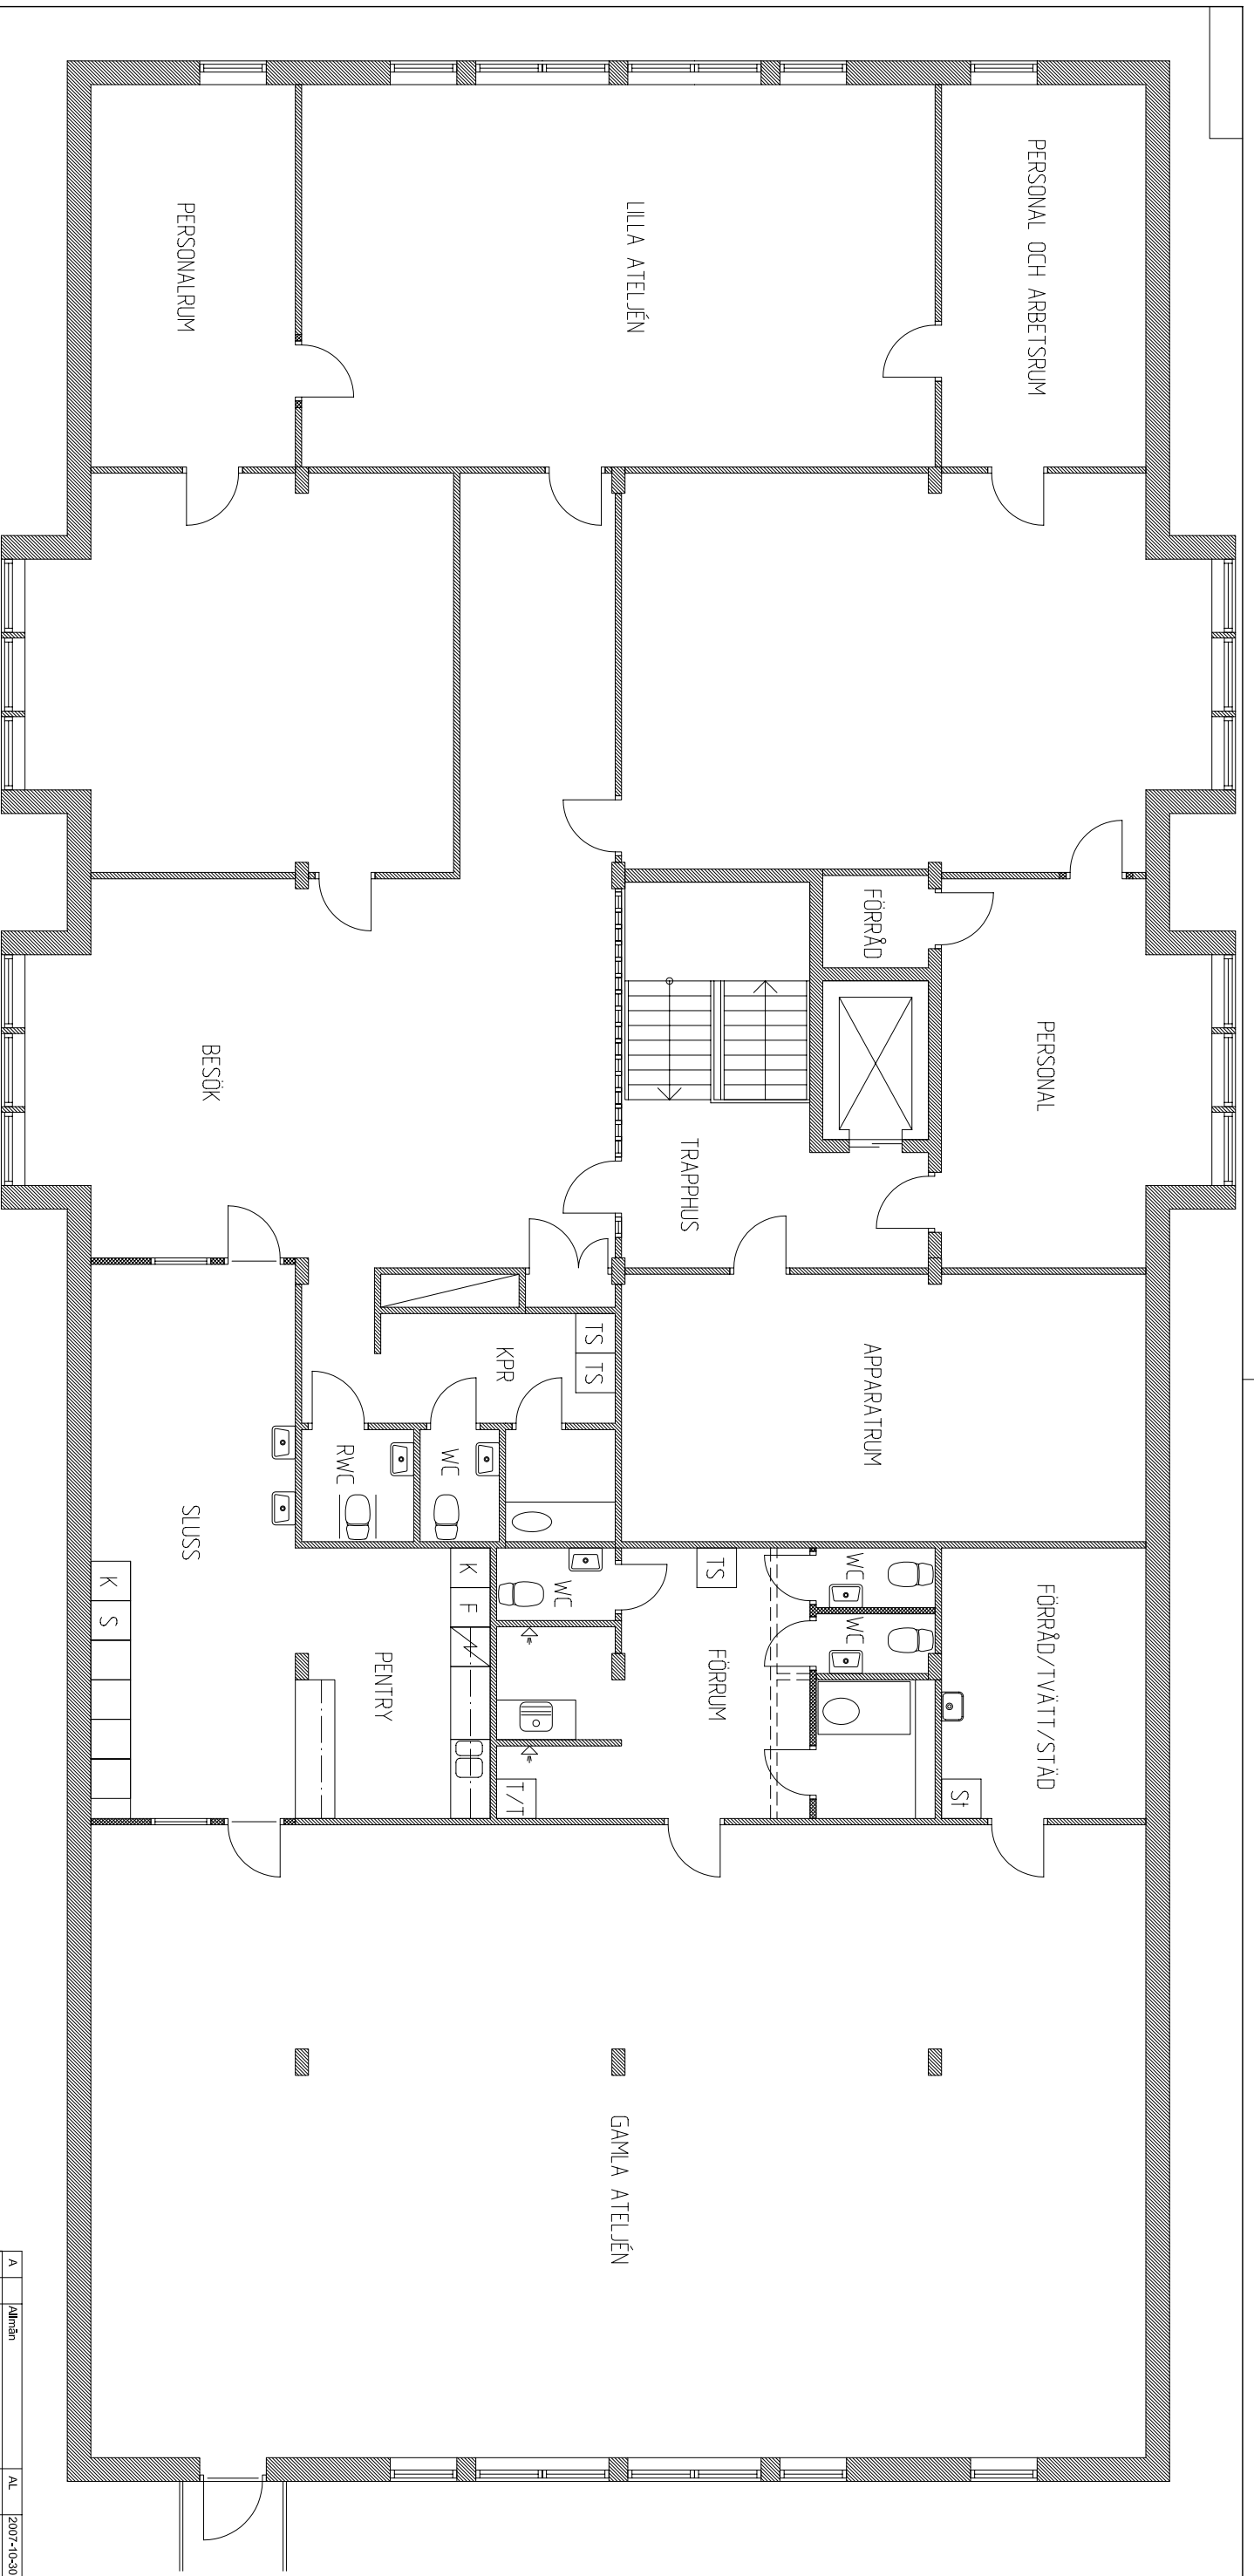 PERSONAL OCH ARBETSRUM
LILLA ATELJÉN
PERSONALRUM
FÖRRÅD
PERSONAL
BESÖK
TRAPPHUS
APPARATRUM
TS
TS
KPR
RWC
WC
SLUSS
K
S
K
F
PENTRY
WC
TS
WC
WC
FÖRRUM
FÖRRÅD/TVÄTT/STÄD
St
T/T
GAMLA ATELJÉN
A Allmän AL 2007-10-30